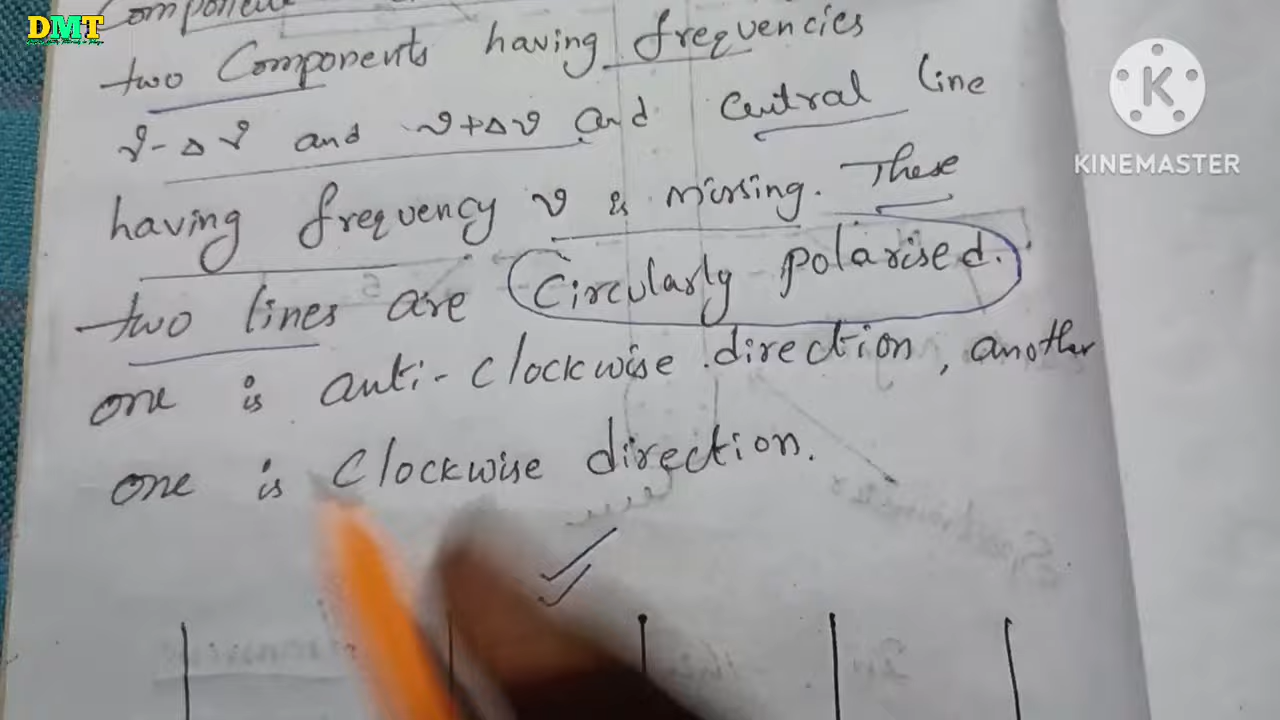 Component
DMT
two Components having frequencies
ν-Δν and ν+Δν and Central line
having frequency ν is missing. These
two lines are Circularly polarised.
one is anti-clockwise direction, another
one is clockwise direction.
KINEMASTER